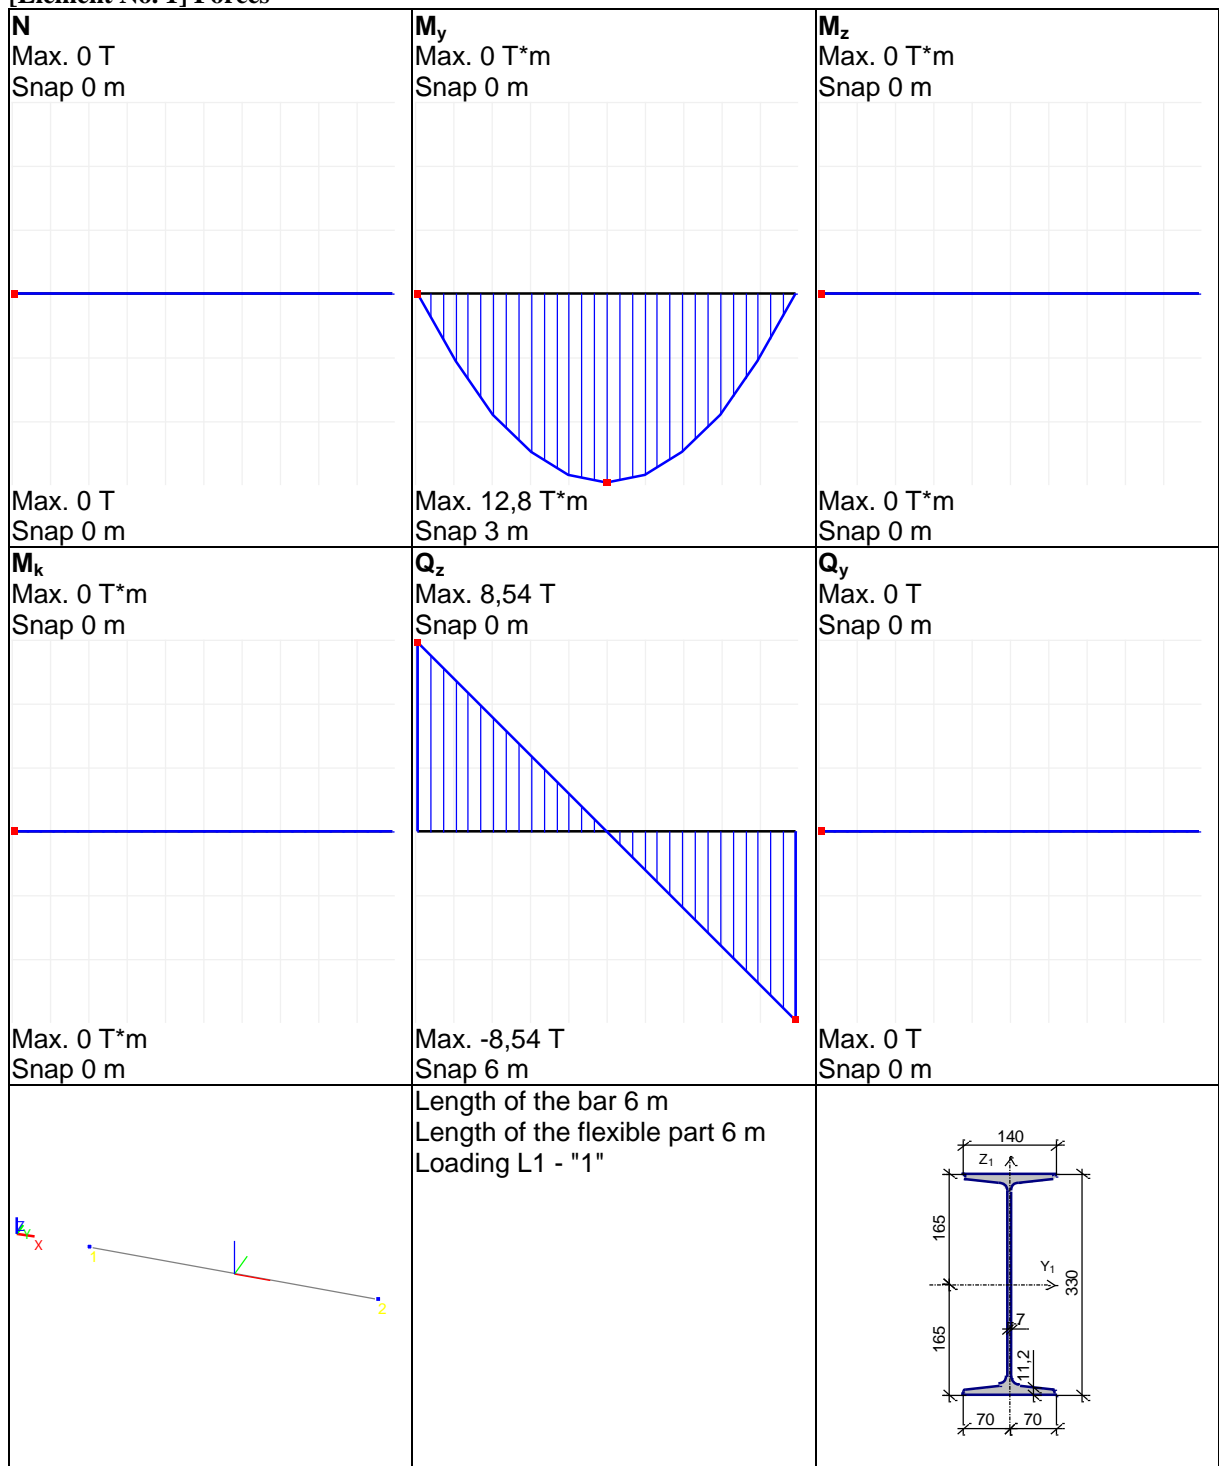 [Element No. 1] Forces
N
Max. 0 T
Snap 0 m
Max. 0 T
Snap 0 m
My
Max. 0 T*m
Snap 0 m
Max. 12,8 T*m
Snap 3 m
Mz
Max. 0 T*m
Snap 0 m
Max. 0 T*m
Snap 0 m
Mk
Max. 0 T*m
Snap 0 m
Max. 0 T*m
Snap 0 m
Qz
Max. 8,54 T
Snap 0 m
Max. -8,54 T
Snap 6 m
Qy
Max. 0 T
Snap 0 m
Max. 0 T
Snap 0 m
Z
Y
X
1
2
Length of the bar 6 m
Length of the flexible part 6 m
Loading L1 - "1"
140
Z1
165
Y1
330
7
165
11,2
70
70